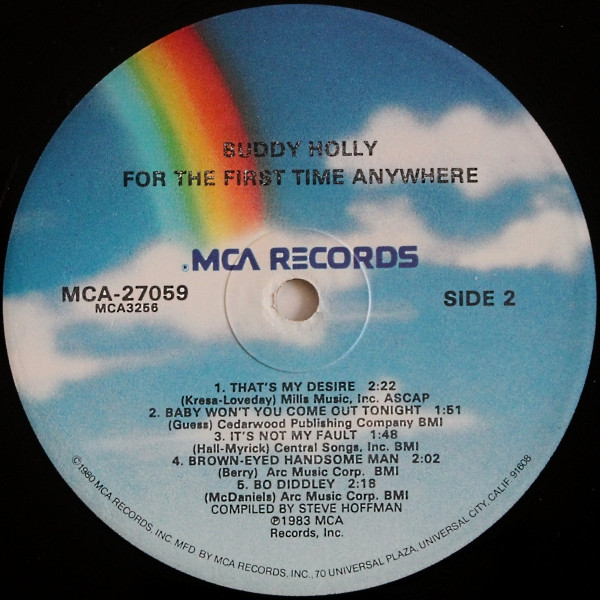 BUDDY HOLLY
FOR THE FIRST TIME ANYWHERE
MCA RECORDS
MCA-27059
MCA3256
SIDE 2
1. THAT'S MY DESIRE 2:22
(Kresa-Loveday) Mills Music, Inc. ASCAP
2. BABY WON'T YOU COME OUT TONIGHT 1:51
(Guess) Cedarwood Publishing Company BMI
3. IT'S NOT MY FAULT 1:48
(Hall-Myrick) Central Songs, Inc. BMI
4. BROWN-EYED HANDSOME MAN 2:02
(Berry) Arc Music Corp. BMI
5. BO DIDDLEY 2:18
(McDaniels) Arc Music Corp. BMI
COMPILED BY STEVE HOFFMAN
℗1983 MCA
Records, Inc.
©1980 MCA RECORDS, INC. MFD. BY MCA RECORDS, INC., 70 UNIVERSAL PLAZA, UNIVERSAL CITY, CALIF. 91608